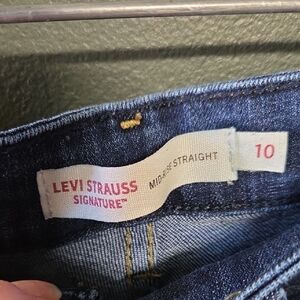 LEVI STRAUSS
SIGNATURE™
MID-RISE STRAIGHT
10